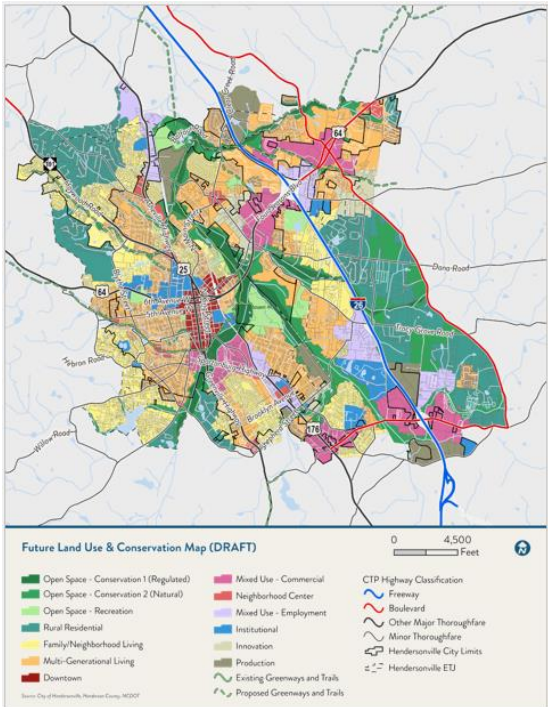 64
191
Dana Road
25
64
6th Avenue
5th Avenue
26
Tracy Grove Road
Hebron Road
Brooklyn Ave
Willow Road
176
Future Land Use & Conservation Map (DRAFT)
0 4,500
Feet
Open Space - Conservation 1 (Regulated)
Open Space - Conservation 2 (Natural)
Open Space - Recreation
Rural Residential
Family/Neighborhood Living
Multi-Generational Living
Downtown
Mixed Use - Commercial
Neighborhood Center
Mixed Use - Employment
Institutional
Innovation
Production
Existing Greenways and Trails
Proposed Greenways and Trails
CTP Highway Classification
Freeway
Boulevard
Other Major Thoroughfare
Minor Thoroughfare
Hendersonville City Limits
Hendersonville ETJ
Source: City of Hendersonville, Henderson County, NCDOT